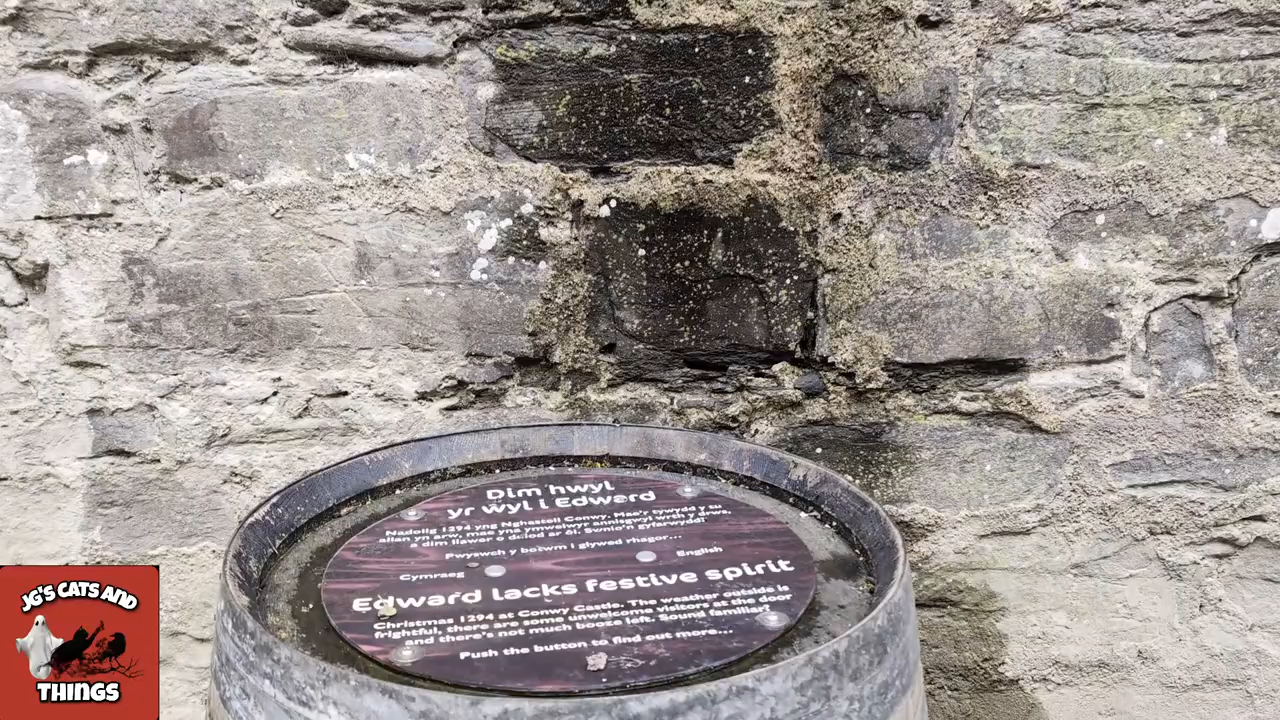 Dim hwyl
yr ŵyl i Edward
Nadolig 1294 yng Nghastell Conwy. Mae'r tywydd y tu
allan yn arw, mae yna ymwelwyr annisgwyl wrth y drws,
a dim llawer o ddiod ar ôl. Swnio'n gyfarwydd?
Pwyswch y botwm i glywed rhagor...
Cymraeg English
Edward lacks festive spirit
Christmas 1294 at Conwy Castle. The weather outside is
frightful, there are some unwelcome visitors at the door
and there's not much booze left. Sound familiar?
Push the button to find out more...
JG'S CATS AND
THINGS